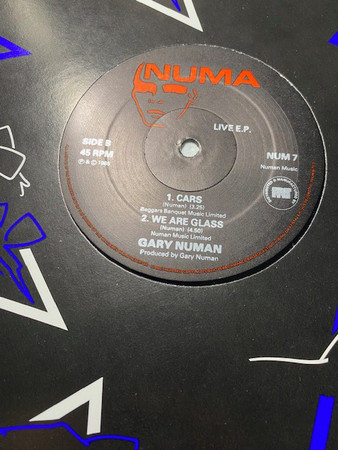 NUMA
LIVE E.P.
SIDE B
45 RPM
NUM 7
Numan Music
1. CARS
(Numan) (3.25)
Beggars Banquet Music Limited
2. WE ARE GLASS
(Numan) (4.50)
Numan Music Limited
GARY NUMAN
Produced by Gary Numan